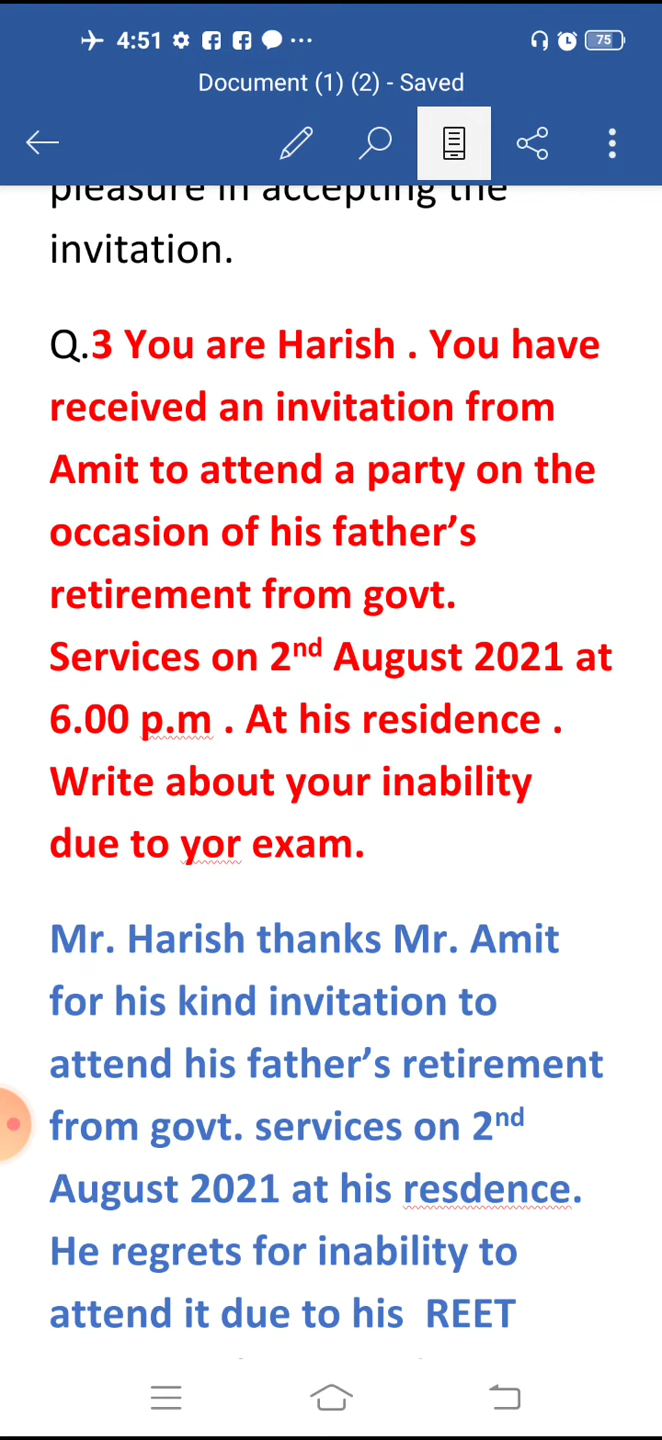 4:51
75
Document (1) (2) - Saved
pleasure in accepting the
invitation.
Q.3 You are Harish . You have
received an invitation from
Amit to attend a party on the
occasion of his father’s
retirement from govt.
Services on 2nd August 2021 at
6.00 p.m . At his residence .
Write about your inability
due to yor exam.
Mr. Harish thanks Mr. Amit
for his kind invitation to
attend his father’s retirement
from govt. services on 2nd
August 2021 at his resdence.
He regrets for inability to
attend it due to his  REET